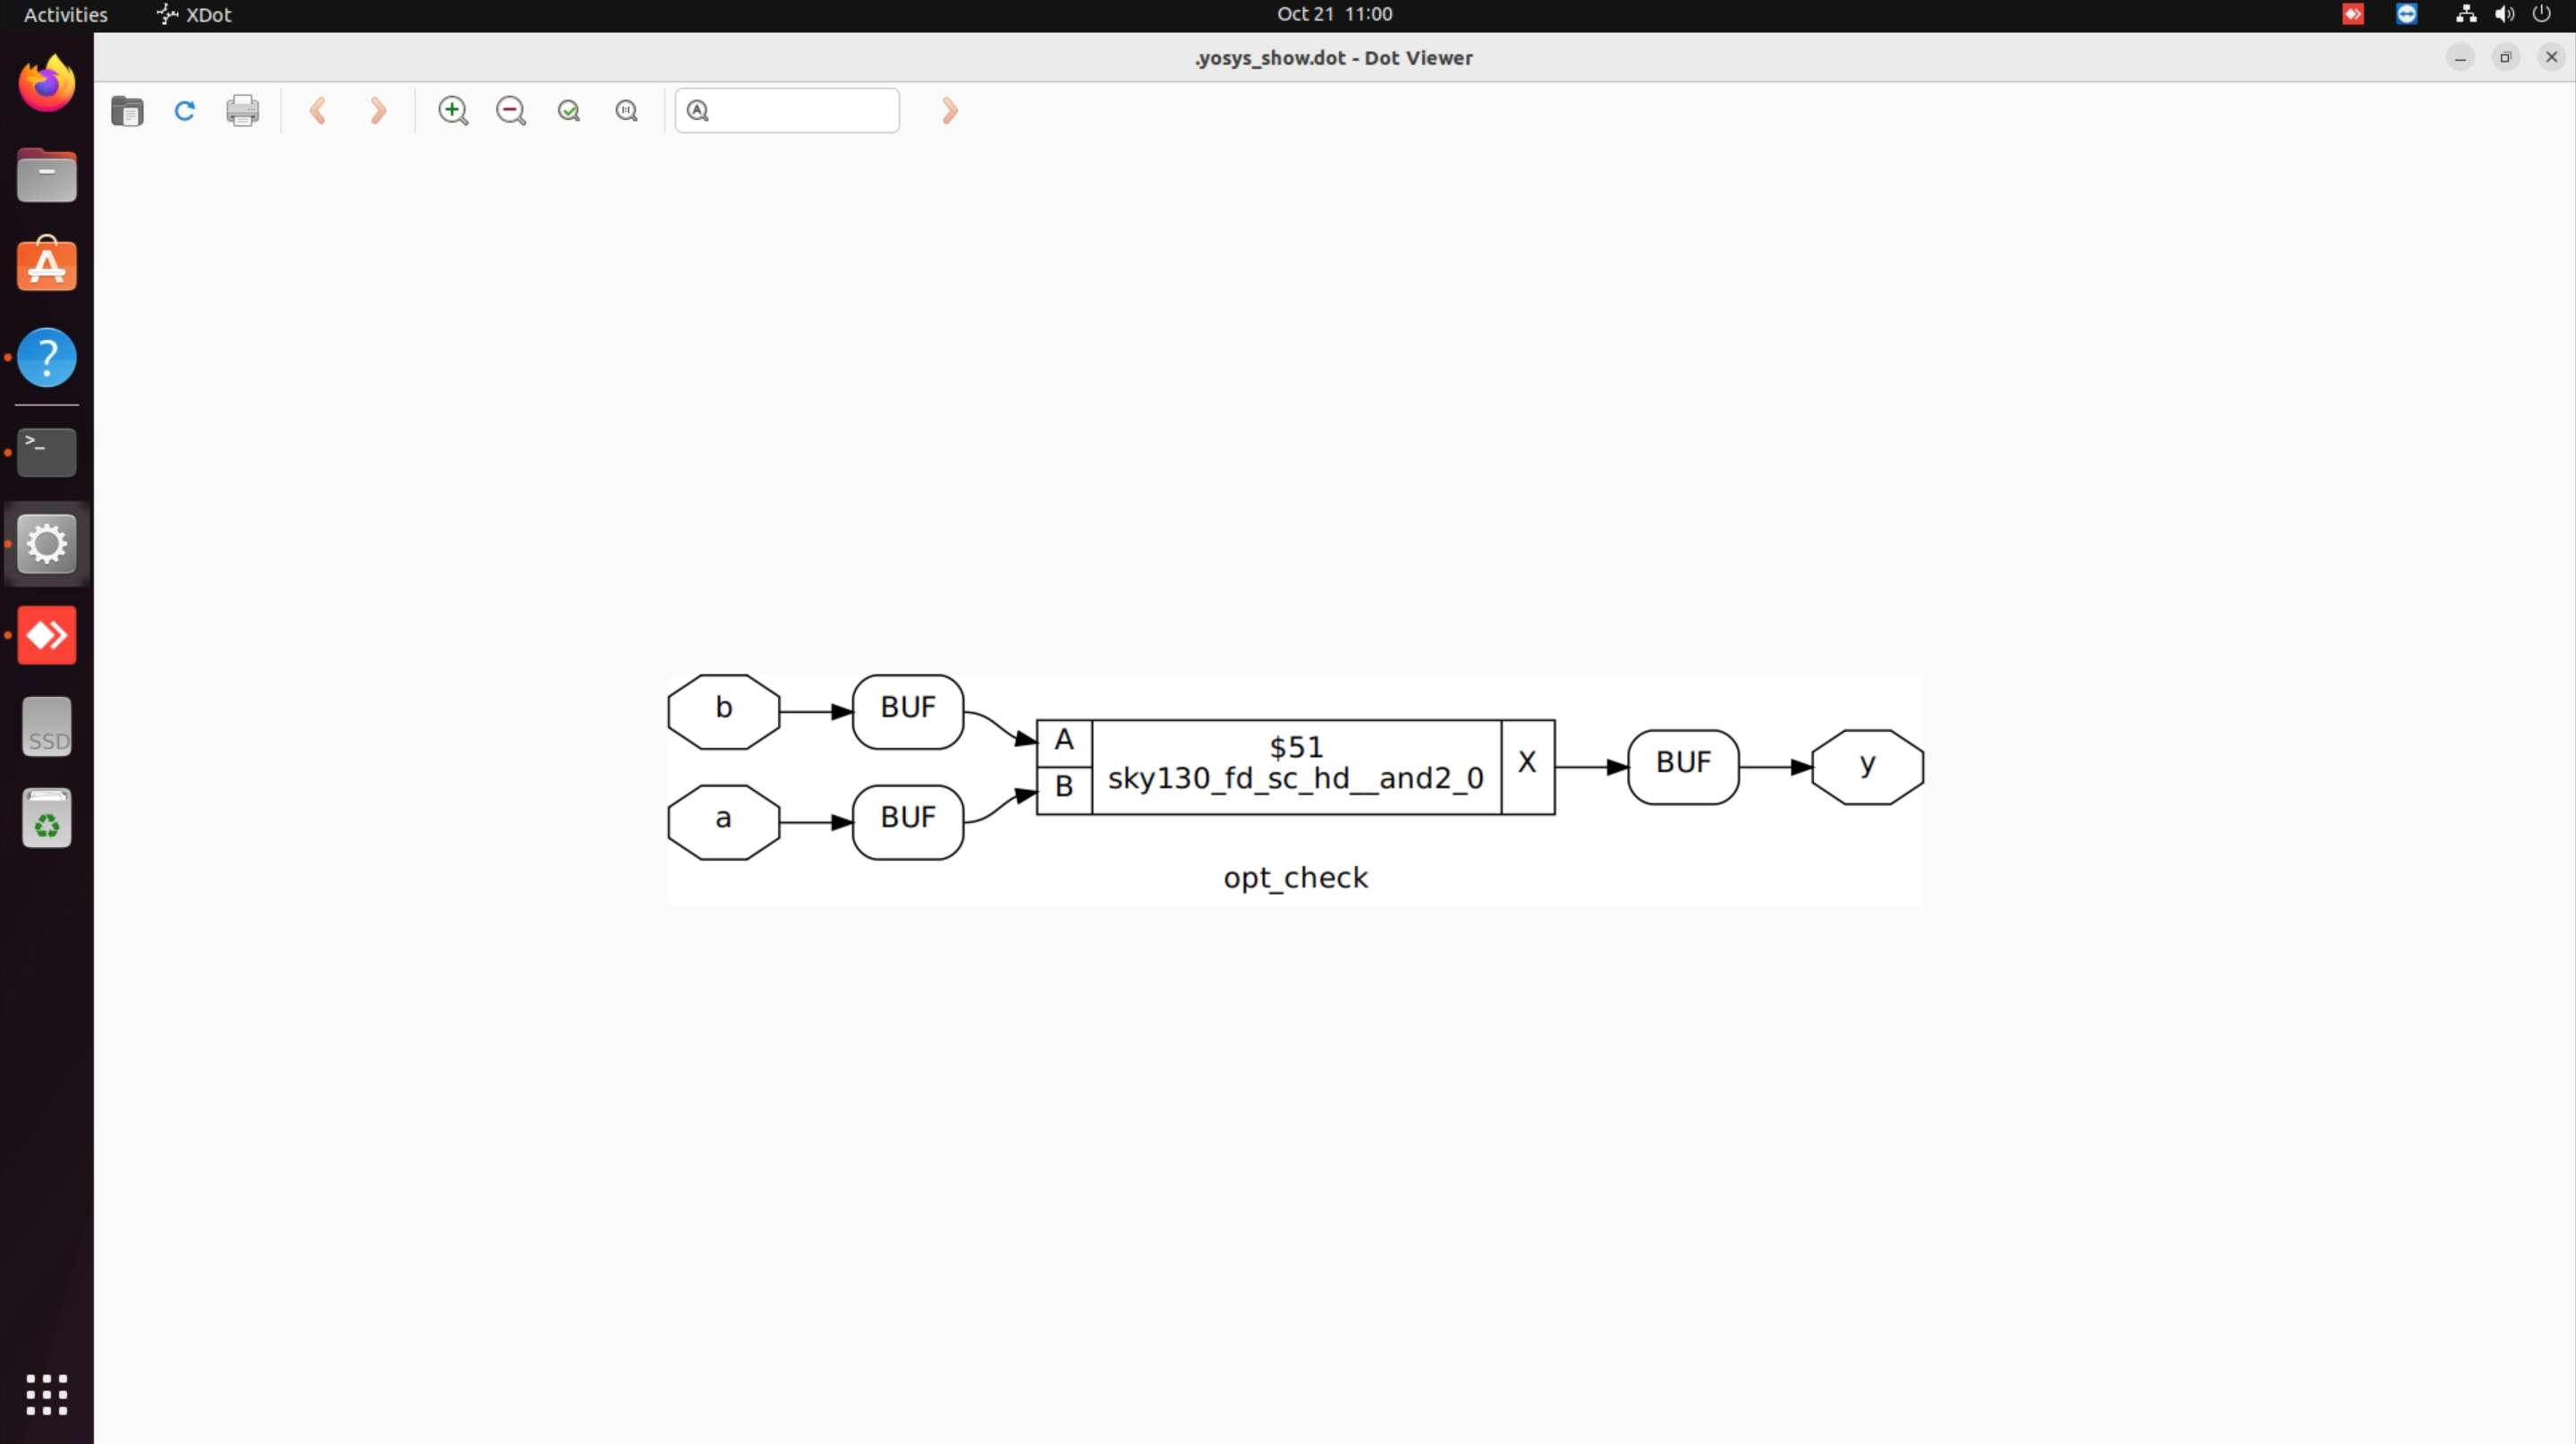 Activities XDot Oct 21 11:00
.yosys_show.dot - Dot Viewer
b BUF
A
$51
sky130_fd_sc_hd__and2_0
X BUF y
B
a BUF
opt_check
SSD